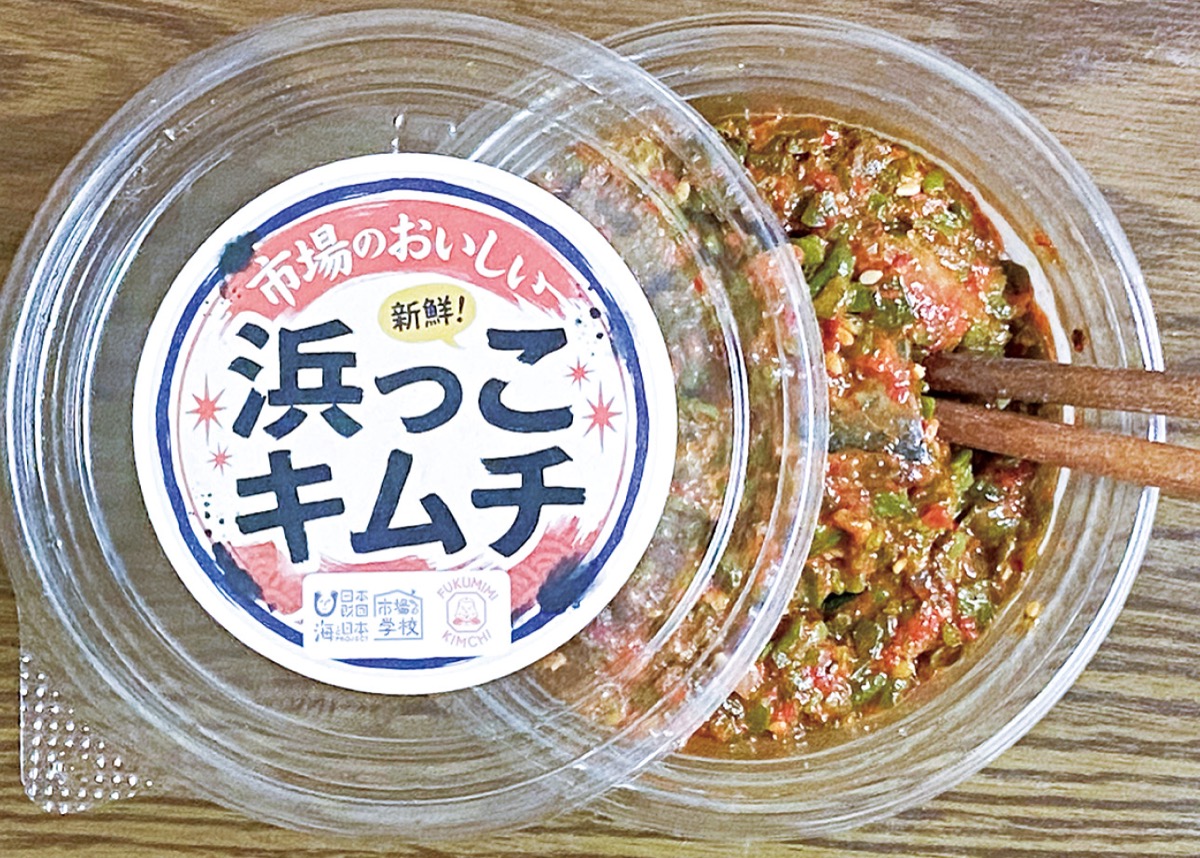 市場のおいしい
新鮮!
浜っこ
キムチ
日本
財団
海と日本
PROJECT
市場の
学校
FUKUMIMI
KIMCHI